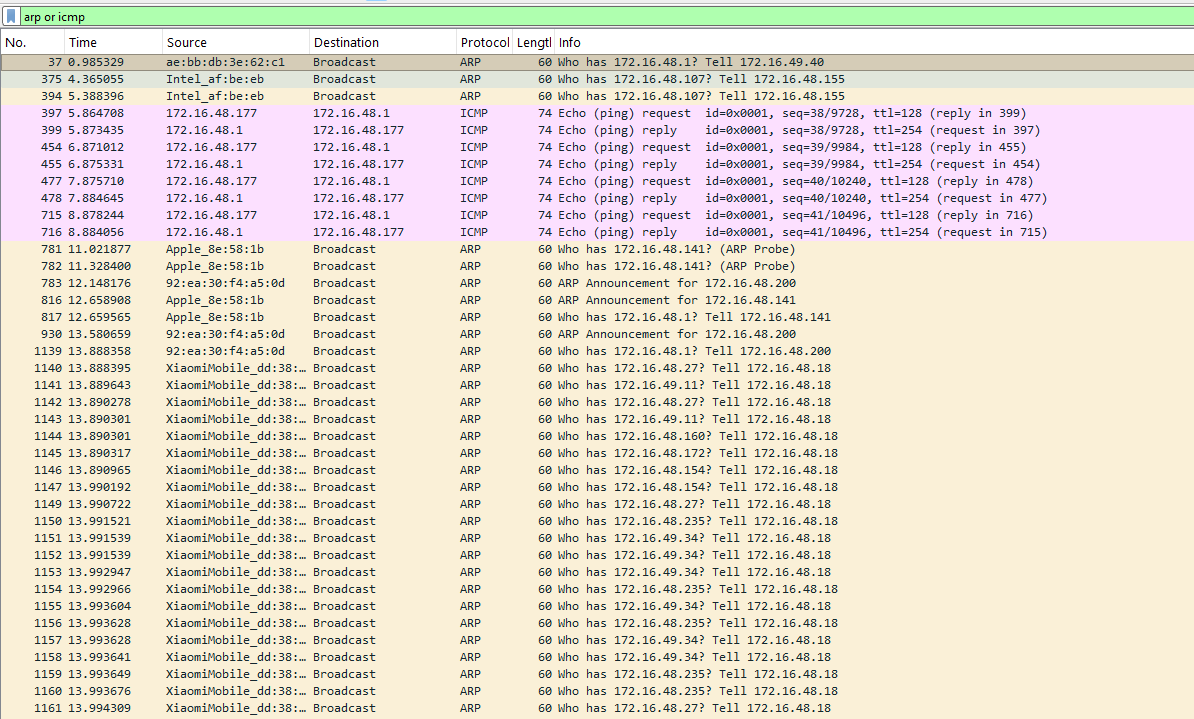 arp or icmp
No. Time Source Destination Protocol Lengtl Info
37 0.985329 ae:bb:db:3e:62:c1 Broadcast ARP 60 Who has 172.16.48.1? Tell 172.16.49.40
375 4.365055 Intel_af:be:eb Broadcast ARP 60 Who has 172.16.48.107? Tell 172.16.48.155
394 5.388396 Intel_af:be:eb Broadcast ARP 60 Who has 172.16.48.107? Tell 172.16.48.155
397 5.864708 172.16.48.177 172.16.48.1 ICMP 74 Echo (ping) request id=0x0001, seq=38/9728, ttl=128 (reply in 399)
399 5.873435 172.16.48.1 172.16.48.177 ICMP 74 Echo (ping) reply id=0x0001, seq=38/9728, ttl=254 (request in 397)
454 6.871012 172.16.48.177 172.16.48.1 ICMP 74 Echo (ping) request id=0x0001, seq=39/9984, ttl=128 (reply in 455)
455 6.875331 172.16.48.1 172.16.48.177 ICMP 74 Echo (ping) reply id=0x0001, seq=39/9984, ttl=254 (request in 454)
477 7.875710 172.16.48.177 172.16.48.1 ICMP 74 Echo (ping) request id=0x0001, seq=40/10240, ttl=128 (reply in 478)
478 7.884645 172.16.48.1 172.16.48.177 ICMP 74 Echo (ping) reply id=0x0001, seq=40/10240, ttl=254 (request in 477)
715 8.878244 172.16.48.177 172.16.48.1 ICMP 74 Echo (ping) request id=0x0001, seq=41/10496, ttl=128 (reply in 716)
716 8.884056 172.16.48.1 172.16.48.177 ICMP 74 Echo (ping) reply id=0x0001, seq=41/10496, ttl=254 (request in 715)
781 11.021877 Apple_8e:58:1b Broadcast ARP 60 Who has 172.16.48.141? (ARP Probe)
782 11.328400 Apple_8e:58:1b Broadcast ARP 60 Who has 172.16.48.141? (ARP Probe)
783 12.148176 92:ea:30:f4:a5:0d Broadcast ARP 60 ARP Announcement for 172.16.48.200
816 12.658908 Apple_8e:58:1b Broadcast ARP 60 ARP Announcement for 172.16.48.141
817 12.659565 Apple_8e:58:1b Broadcast ARP 60 Who has 172.16.48.1? Tell 172.16.48.141
930 13.580659 92:ea:30:f4:a5:0d Broadcast ARP 60 ARP Announcement for 172.16.48.200
1139 13.888358 92:ea:30:f4:a5:0d Broadcast ARP 60 Who has 172.16.48.1? Tell 172.16.48.200
1140 13.888395 XiaomiMobile_dd:38:… Broadcast ARP 60 Who has 172.16.48.27? Tell 172.16.48.18
1141 13.889643 XiaomiMobile_dd:38:… Broadcast ARP 60 Who has 172.16.49.11? Tell 172.16.48.18
1142 13.890278 XiaomiMobile_dd:38:… Broadcast ARP 60 Who has 172.16.48.27? Tell 172.16.48.18
1143 13.890301 XiaomiMobile_dd:38:… Broadcast ARP 60 Who has 172.16.49.11? Tell 172.16.48.18
1144 13.890301 XiaomiMobile_dd:38:… Broadcast ARP 60 Who has 172.16.48.160? Tell 172.16.48.18
1145 13.890317 XiaomiMobile_dd:38:… Broadcast ARP 60 Who has 172.16.48.172? Tell 172.16.48.18
1146 13.890965 XiaomiMobile_dd:38:… Broadcast ARP 60 Who has 172.16.48.154? Tell 172.16.48.18
1147 13.990192 XiaomiMobile_dd:38:… Broadcast ARP 60 Who has 172.16.48.154? Tell 172.16.48.18
1149 13.990722 XiaomiMobile_dd:38:… Broadcast ARP 60 Who has 172.16.48.27? Tell 172.16.48.18
1150 13.991521 XiaomiMobile_dd:38:… Broadcast ARP 60 Who has 172.16.48.235? Tell 172.16.48.18
1151 13.991539 XiaomiMobile_dd:38:… Broadcast ARP 60 Who has 172.16.49.34? Tell 172.16.48.18
1152 13.991539 XiaomiMobile_dd:38:… Broadcast ARP 60 Who has 172.16.49.34? Tell 172.16.48.18
1153 13.992947 XiaomiMobile_dd:38:… Broadcast ARP 60 Who has 172.16.49.34? Tell 172.16.48.18
1154 13.992966 XiaomiMobile_dd:38:… Broadcast ARP 60 Who has 172.16.48.235? Tell 172.16.48.18
1155 13.993604 XiaomiMobile_dd:38:… Broadcast ARP 60 Who has 172.16.49.34? Tell 172.16.48.18
1156 13.993628 XiaomiMobile_dd:38:… Broadcast ARP 60 Who has 172.16.48.235? Tell 172.16.48.18
1157 13.993628 XiaomiMobile_dd:38:… Broadcast ARP 60 Who has 172.16.49.34? Tell 172.16.48.18
1158 13.993641 XiaomiMobile_dd:38:… Broadcast ARP 60 Who has 172.16.49.34? Tell 172.16.48.18
1159 13.993649 XiaomiMobile_dd:38:… Broadcast ARP 60 Who has 172.16.48.235? Tell 172.16.48.18
1160 13.993676 XiaomiMobile_dd:38:… Broadcast ARP 60 Who has 172.16.48.235? Tell 172.16.48.18
1161 13.994309 XiaomiMobile_dd:38:… Broadcast ARP 60 Who has 172.16.48.27? Tell 172.16.48.18